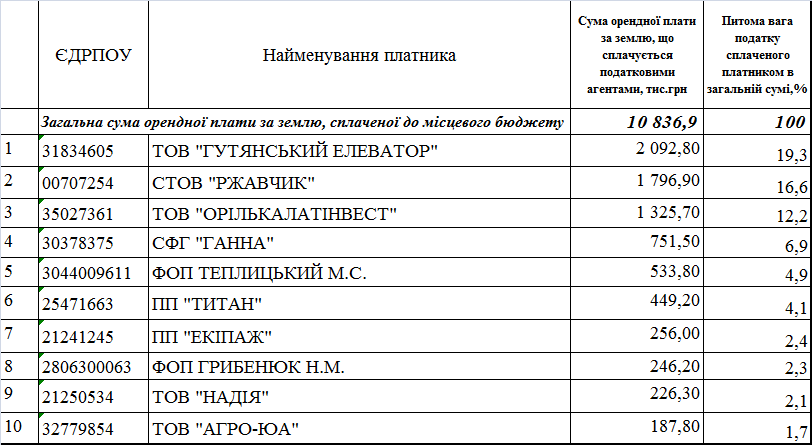 ЄДРПОУ
Найменування платника
Сума орендної плати
за землю, що
сплачується
податковими
агентами, тис.грн
Питома вага
податку
сплаченого
платником в
загальній сумі,%
Загальна сума орендної плати за землю, сплаченої до місцевого бюджету 10 836,9 100
1 31834605 ТОВ "ГУТЯНСЬКИЙ ЕЛЕВАТОР" 2 092,80 19,3
2 00707254 СТОВ "РЖАВЧИК" 1 796,90 16,6
3 35027361 ТОВ "ОРІЛЬКАЛАТІНВЕСТ" 1 325,70 12,2
4 30378375 СФГ "ГАННА" 751,50 6,9
5 3044009611 ФОП ТЕПЛИЦЬКИЙ М.С. 533,80 4,9
6 25471663 ПП "ТИТАН" 449,20 4,1
7 21241245 ПП "ЕКІПАЖ" 256,00 2,4
8 2806300063 ФОП ГРИБЕНЮК Н.М. 246,20 2,3
9 21250534 ТОВ "НАДІЯ" 226,30 2,1
10 32779854 ТОВ "АГРО-ЮА" 187,80 1,7